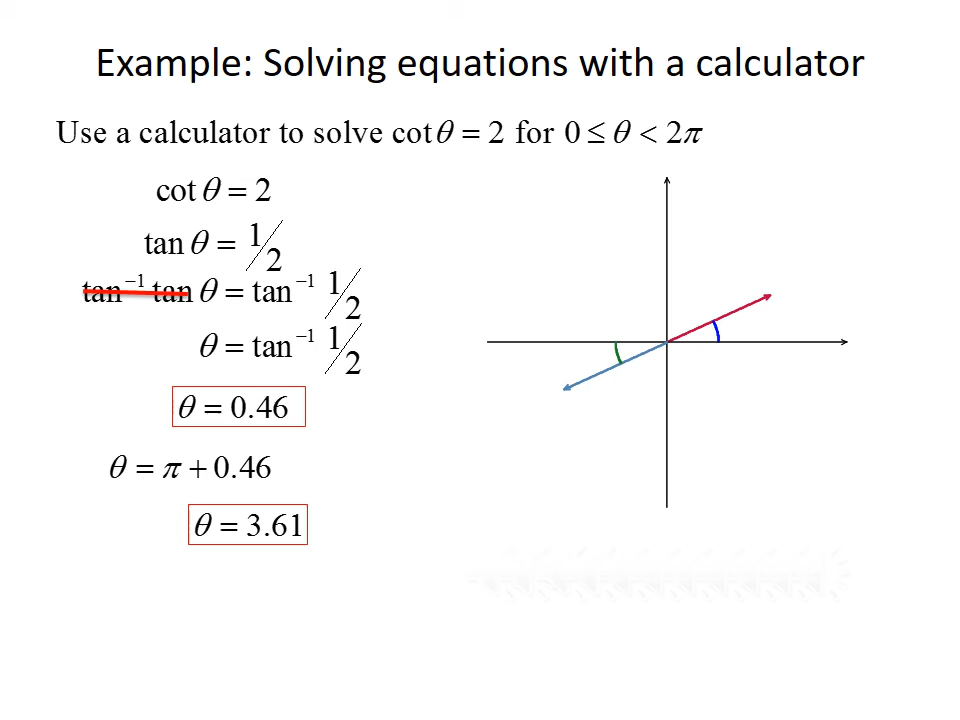 Example: Solving equations with a calculator
Use a calculator to solve cot θ = 2 for 0 ≤ θ < 2π
cot θ = 2
tan θ = 1/2
tan⁻¹ tan θ = tan⁻¹ 1/2
θ = tan⁻¹ 1/2
θ = 0.46
θ = π + 0.46
θ = 3.61